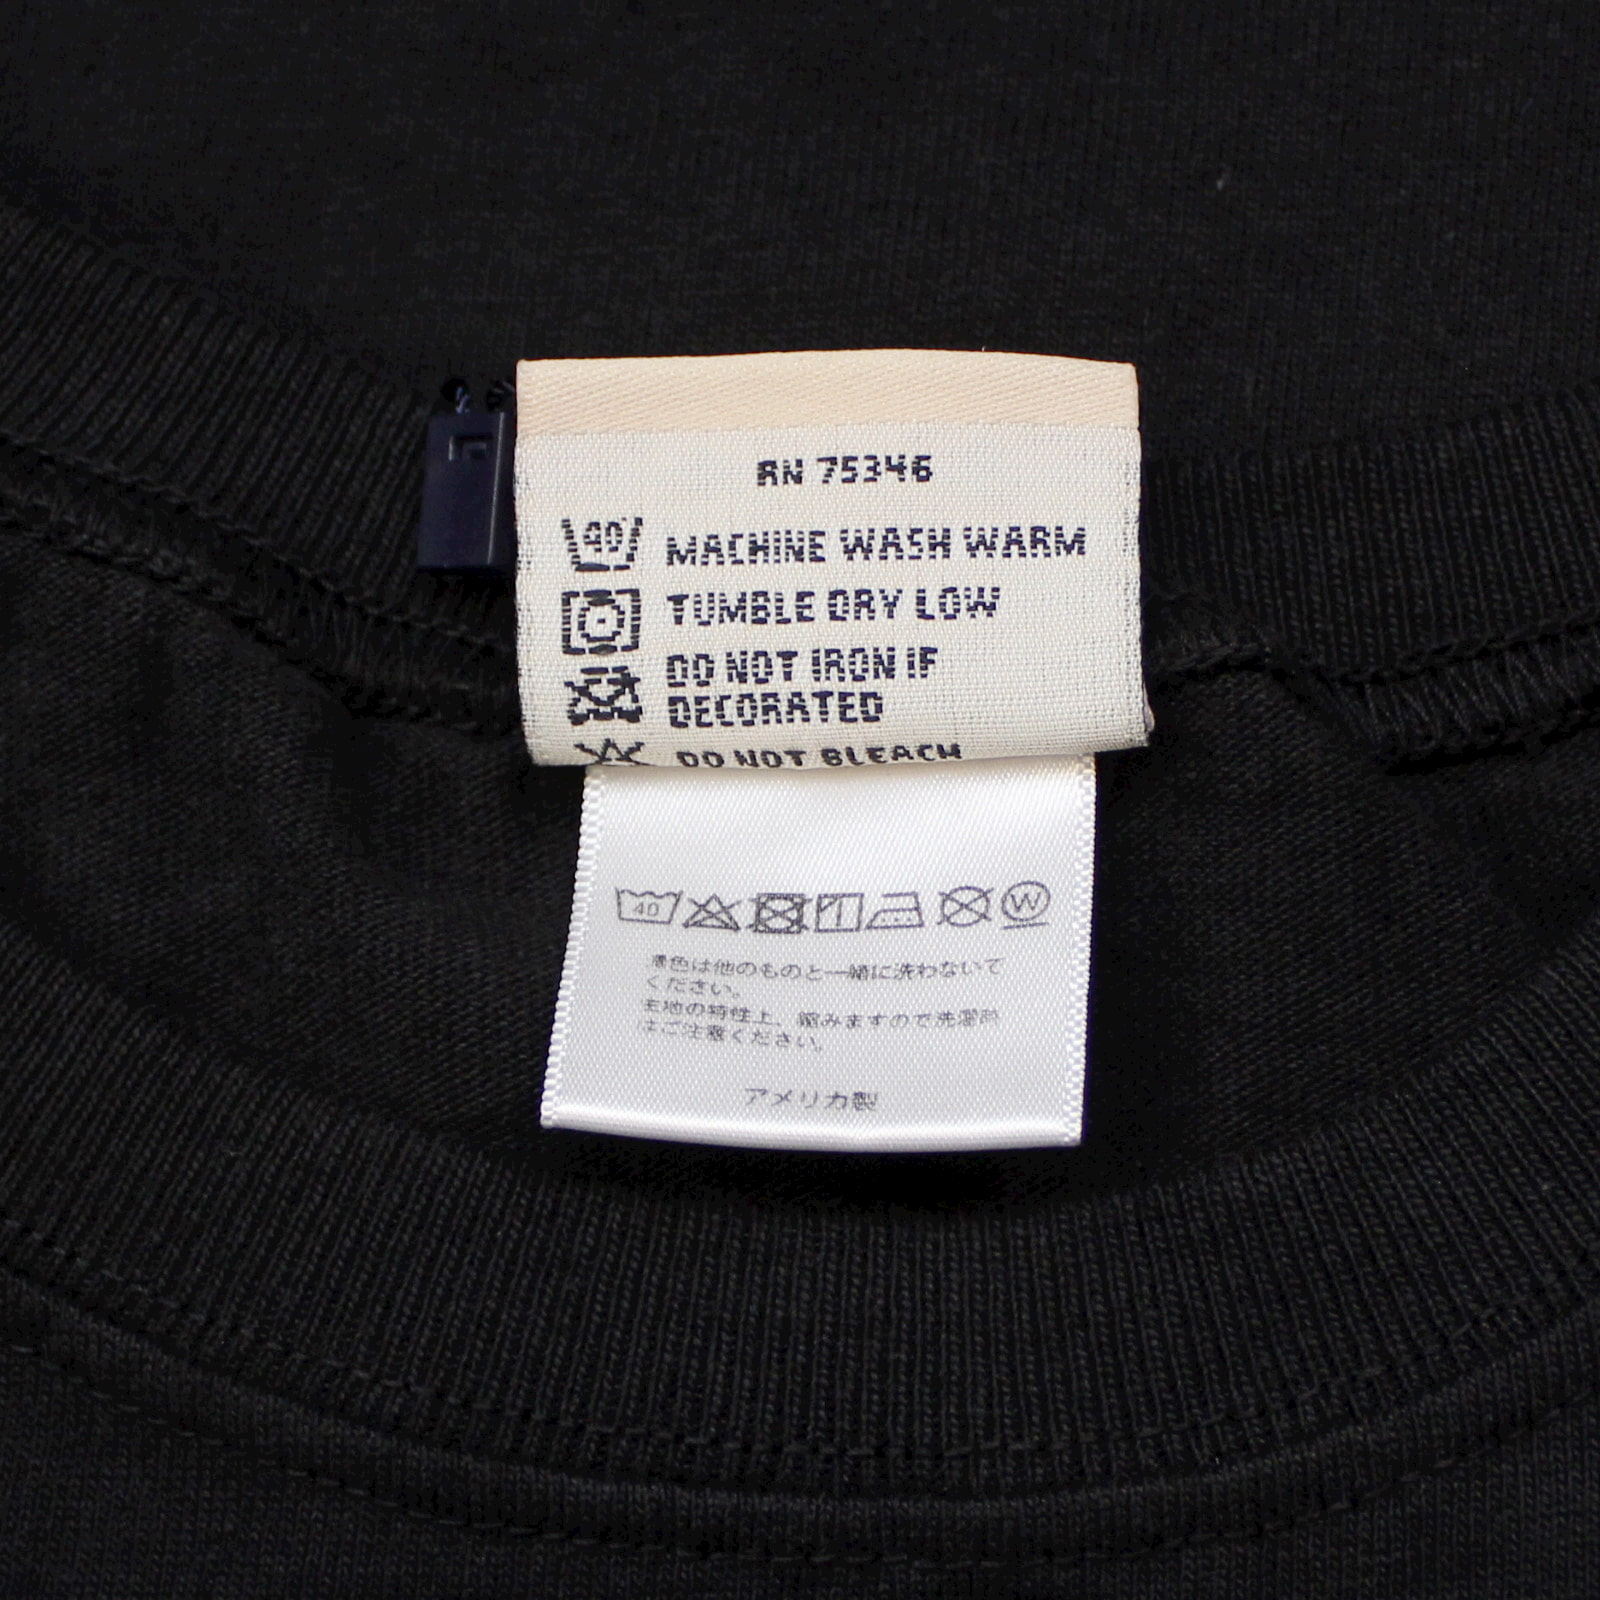 RN 75346
40° MACHINE WASH WARM
TUMBLE DRY LOW
DO NOT IRON IF
DECORATED
DO NOT BLEACH
40 W
濃色は他のものと一緒に洗わないで
ください。
生地の特性上、縮みますので洗濯時
はご注意ください。
アメリカ製